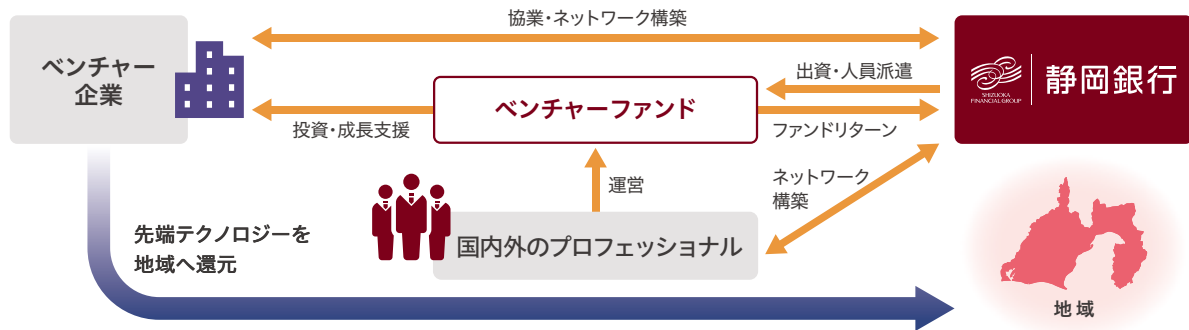 協業・ネットワーク構築
ベンチャー
企業
出資・人員派遣
SHIZUOKA
FINANCIAL GROUP
静岡銀行
ベンチャーファンド
投資・成長支援
ファンドリターン
運営
ネットワーク
構築
国内外のプロフェッショナル
先端テクノロジーを
地域へ還元
地域